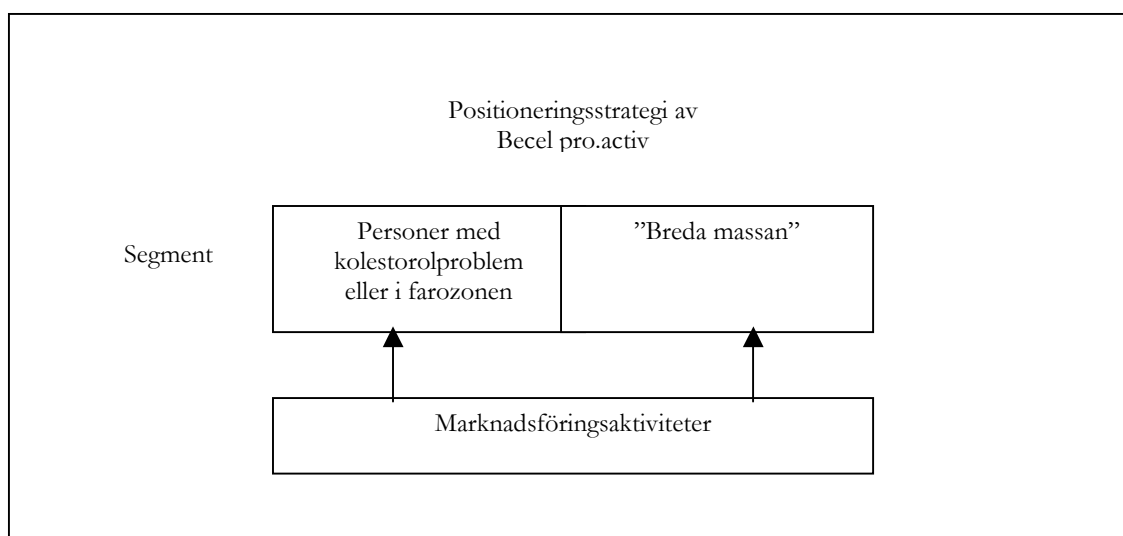 Positioneringsstrategi av
Becel pro.activ
Segment
Personer med
kolestorolproblem
eller i farozonen
”Breda massan”
Marknadsföringsaktiviteter